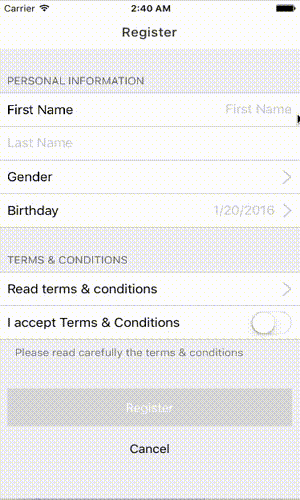 Carrier 2:40 AM
Register
PERSONAL INFORMATION
First Name First Name
Last Name
Gender
Birthday 1/20/2016
TERMS & CONDITIONS
Read terms & conditions
I accept Terms & Conditions
Please read carefully the terms & conditions
Register
Cancel